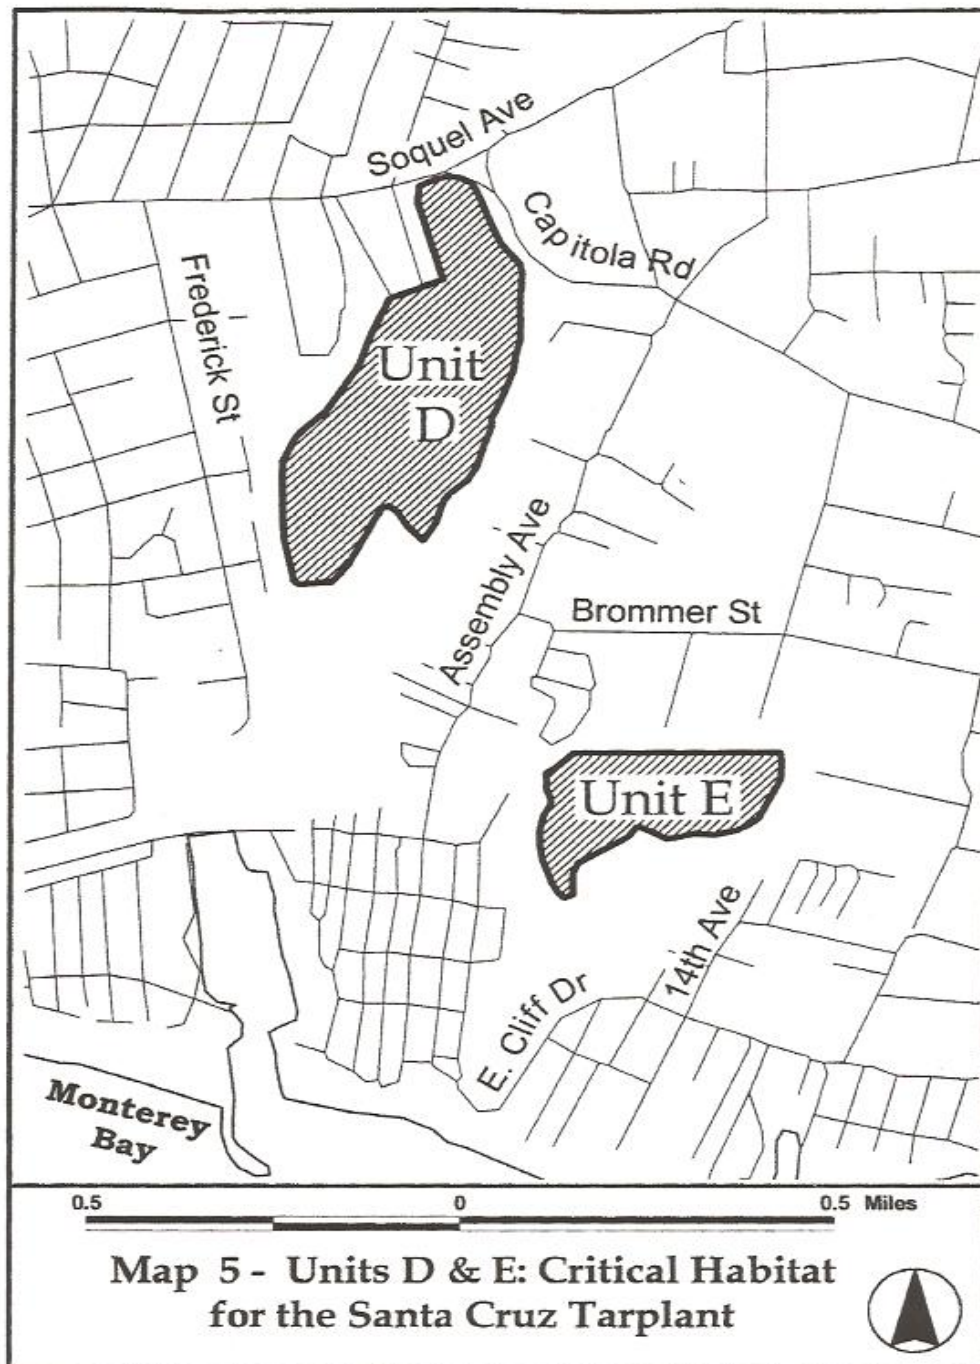 Soquel Ave
Capitola Rd
Frederick St
Unit
D
Assembly Ave
Brommer St
Unit E
14th Ave
E. Cliff Dr
Monterey
Bay
0.5 0 0.5 Miles
Map 5 - Units D & E: Critical Habitat
for the Santa Cruz Tarplant